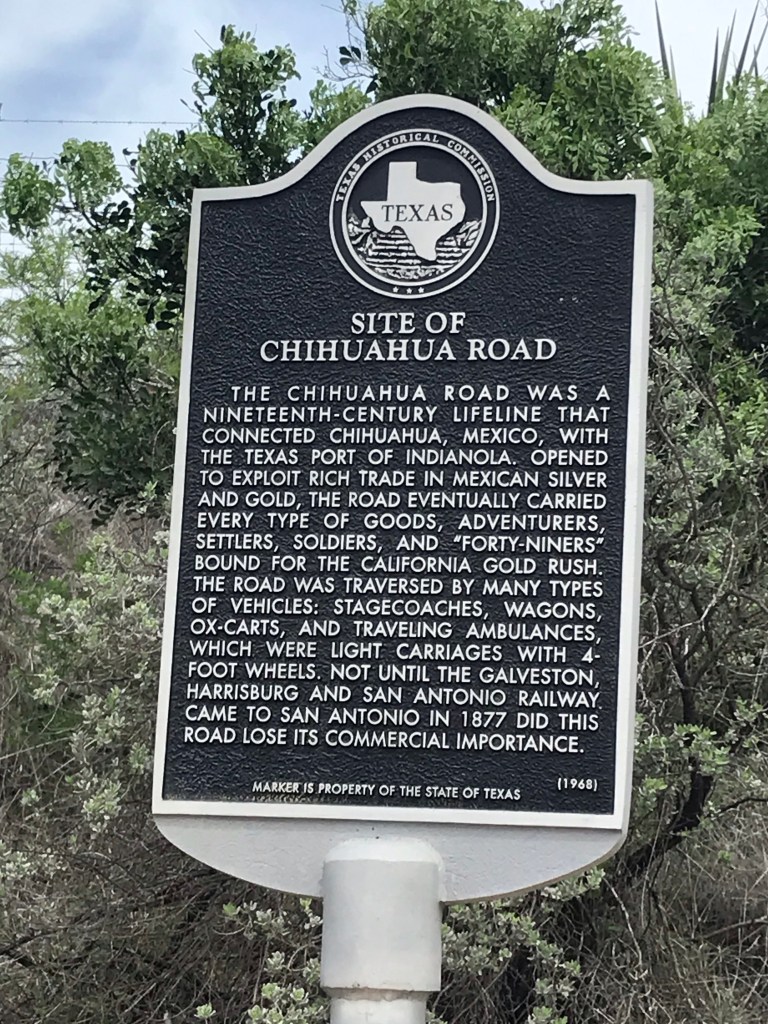 TEXAS HISTORICAL COMMISSION
TEXAS
SITE OF
CHIHUAHUA ROAD
THE CHIHUAHUA ROAD WAS A
NINETEENTH-CENTURY LIFELINE THAT
CONNECTED CHIHUAHUA, MEXICO, WITH
THE TEXAS PORT OF INDIANOLA. OPENED
TO EXPLOIT RICH TRADE IN MEXICAN SILVER
AND GOLD, THE ROAD EVENTUALLY CARRIED
EVERY TYPE OF GOODS, ADVENTURERS,
SETTLERS, SOLDIERS, AND "FORTY-NINERS"
BOUND FOR THE CALIFORNIA GOLD RUSH.
THE ROAD WAS TRAVERSED BY MANY TYPES
OF VEHICLES: STAGECOACHES, WAGONS,
OX-CARTS, AND TRAVELING AMBULANCES,
WHICH WERE LIGHT CARRIAGES WITH 4-
FOOT WHEELS. NOT UNTIL THE GALVESTON,
HARRISBURG AND SAN ANTONIO RAILWAY
CAME TO SAN ANTONIO IN 1877 DID THIS
ROAD LOSE ITS COMMERCIAL IMPORTANCE.
(1968)
MARKER IS PROPERTY OF THE STATE OF TEXAS